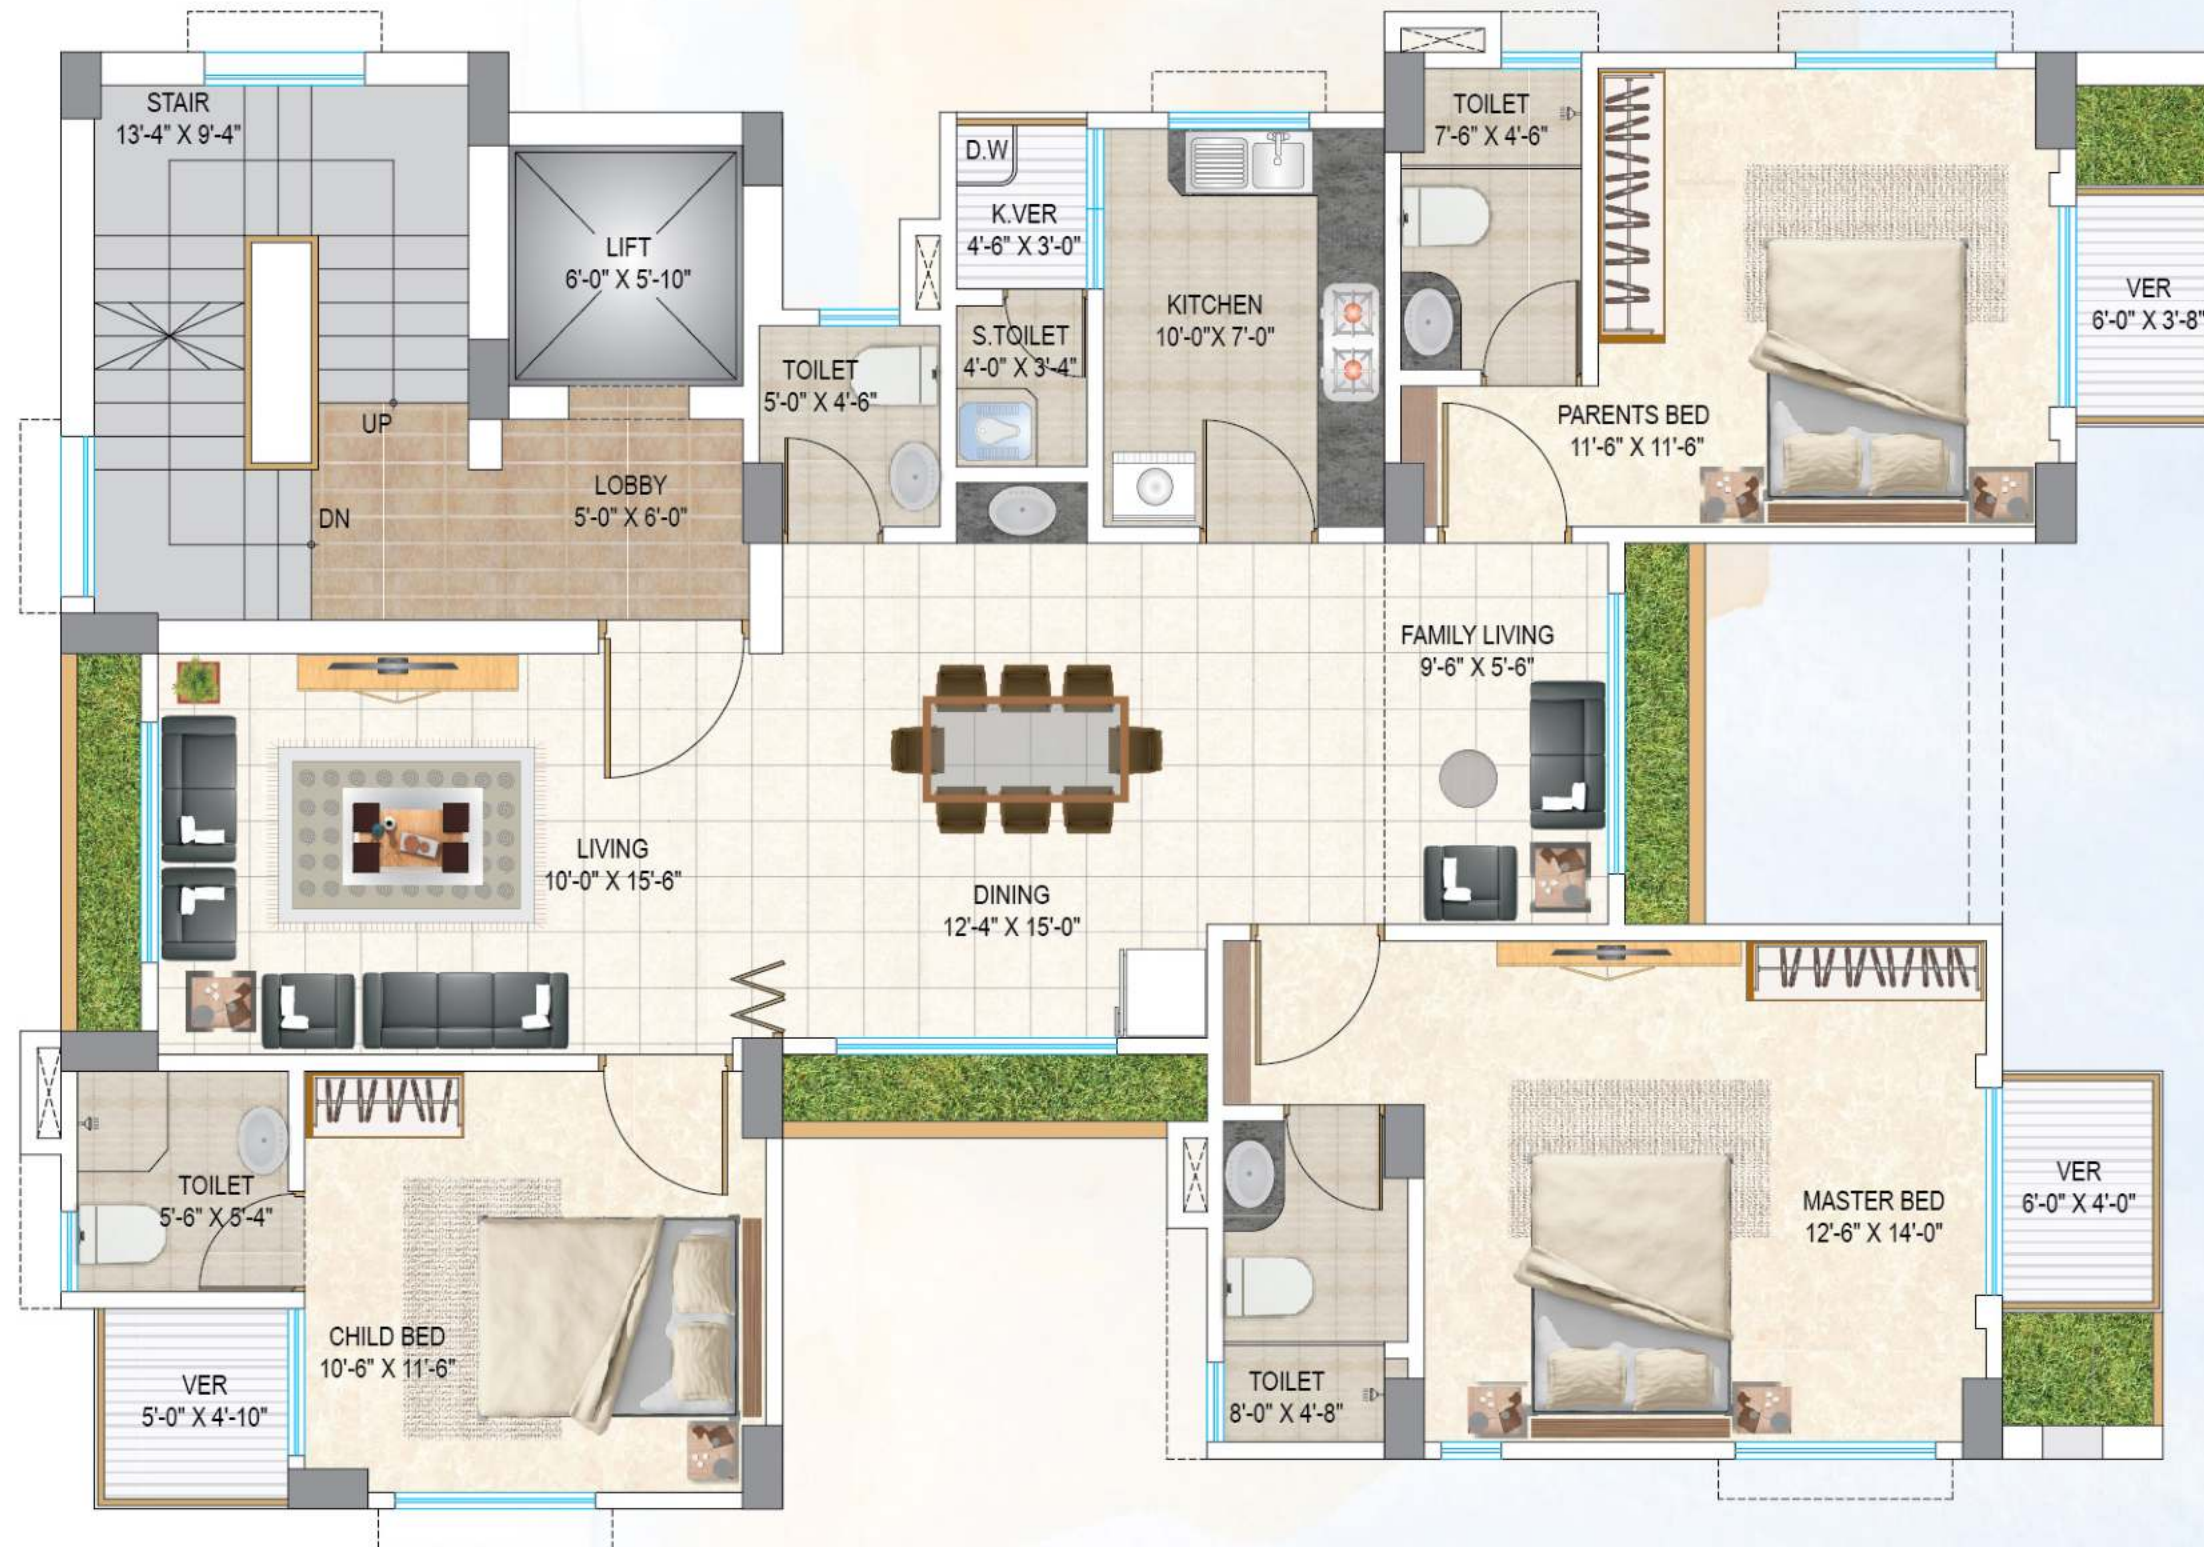 STAIR
13'-4" X 9'-4"
LIFT
6'-0" X 5'-10"
UP
DN
LOBBY
5'-0" X 6'-0"
TOILET
5'-0" X 4'-6"
D.W
K.VER
4'-6" X 3'-0"
S.TOILET
4'-0" X 3'-4"
KITCHEN
10'-0"X 7'-0"
TOILET
7'-6" X 4'-6"
PARENTS BED
11'-6" X 11'-6"
VER
6'-0" X 3'-8"
FAMILY LIVING
9'-6" X 5'-6"
LIVING
10'-0" X 15'-6"
DINING
12'-4" X 15'-0"
TOILET
5'-6" X 5'-4"
CHILD BED
10'-6" X 11'-6"
VER
5'-0" X 4'-10"
TOILET
8'-0" X 4'-8"
MASTER BED
12'-6" X 14'-0"
VER
6'-0" X 4'-0"